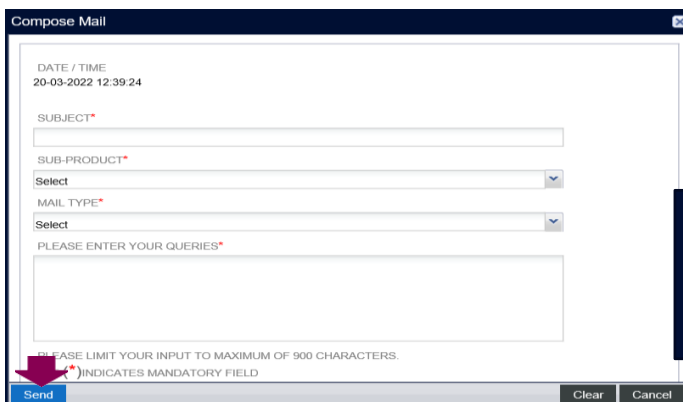 Compose Mail
DATE / TIME
20-03-2022 12:39:24
SUBJECT*
SUB-PRODUCT*
Select
MAIL TYPE*
Select
PLEASE ENTER YOUR QUERIES*
PLEASE LIMIT YOUR INPUT TO MAXIMUM OF 900 CHARACTERS.
(*)INDICATES MANDATORY FIELD
Send Clear Cancel